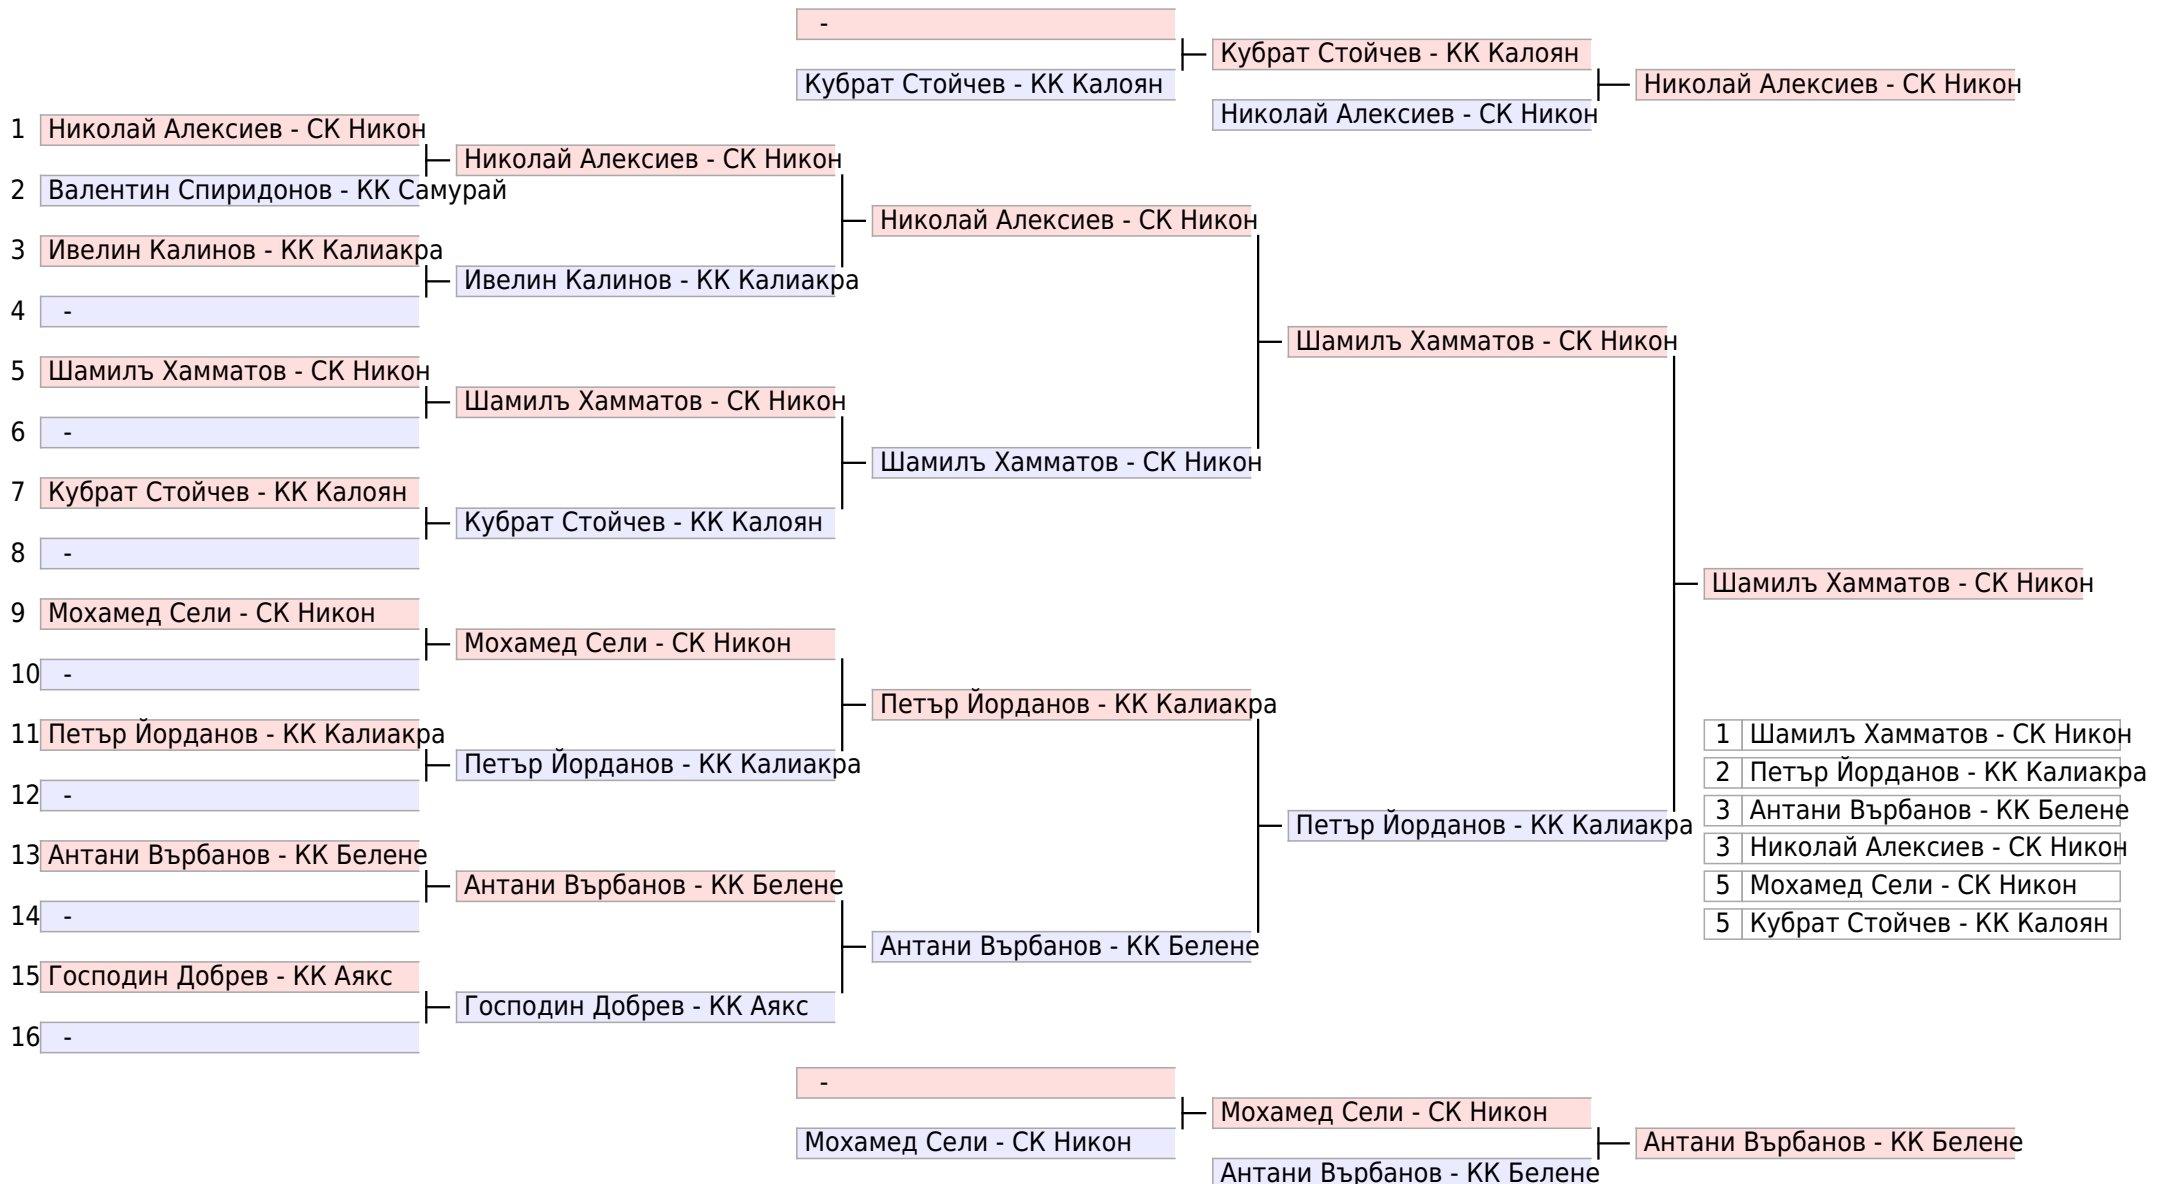 -
Кубрат Стойчев - КК Калоян
Кубрат Стойчев - КК Калоян
Николай Алексиев - СК Никон
Николай Алексиев - СК Никон
1 Николай Алексиев - СК Никон
Николай Алексиев - СК Никон
2 Валентин Спиридонов - КК Самурай
Николай Алексиев - СК Никон
3 Ивелин Калинов - КК Калиакра
Ивелин Калинов - КК Калиакра
4 -
Шамилъ Хамматов - СК Никон
5 Шамилъ Хамматов - СК Никон
Шамилъ Хамматов - СК Никон
6 -
Шамилъ Хамматов - СК Никон
7 Кубрат Стойчев - КК Калоян
Кубрат Стойчев - КК Калоян
8 -
Шамилъ Хамматов - СК Никон
9 Мохамед Сели - СК Никон
Мохамед Сели - СК Никон
10 -
Петър Йорданов - КК Калиакра
11 Петър Йорданов - КК Калиакра
Петър Йорданов - КК Калиакра
12 -
Петър Йорданов - КК Калиакра
13 Антани Върбанов - КК Белене
Антани Върбанов - КК Белене
14 -
Антани Върбанов - КК Белене
15 Господин Добрев - КК Аякс
Господин Добрев - КК Аякс
16 -
1 Шамилъ Хамматов - СК Никон
2 Петър Йорданов - КК Калиакра
3 Антани Върбанов - КК Белене
3 Николай Алексиев - СК Никон
5 Мохамед Сели - СК Никон
5 Кубрат Стойчев - КК Калоян
-
Мохамед Сели - СК Никон
Мохамед Сели - СК Никон
Антани Върбанов - КК Белене
Антани Върбанов - КК Белене